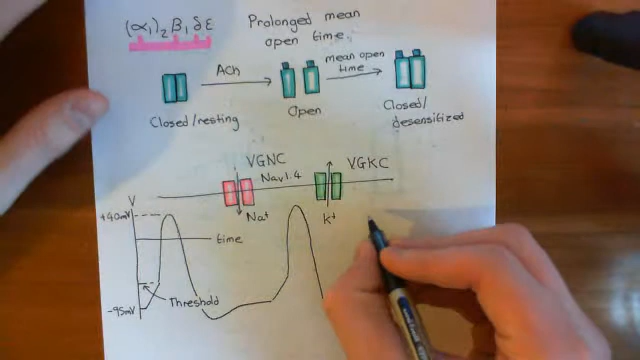 (α₁)₂ β₁ δε
Prolonged mean
open time.
ACh
mean open
time
Closed/resting
Open
Closed/
desensitized
VGNC
VGKC
Nav1.4
V
+40mV
Na⁺
K⁺
time
Threshold
-95mV